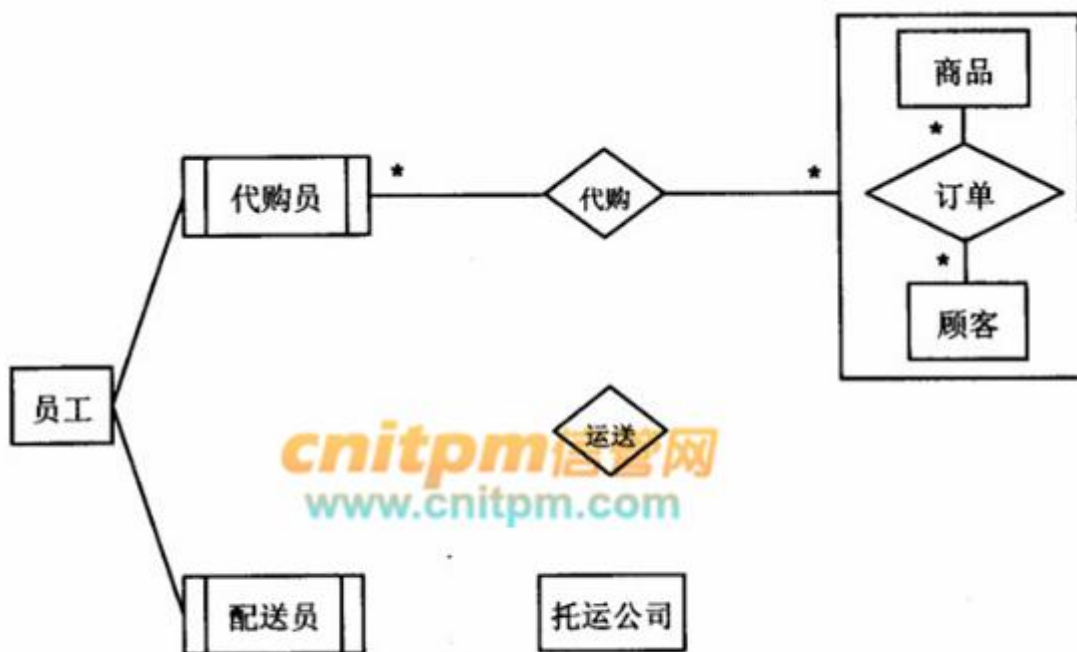 商品
*
代购员
*
代购
*
订单
*
顾客
员工
运送
cnitpm信管网
www.cnitpm.com
配送员
托运公司